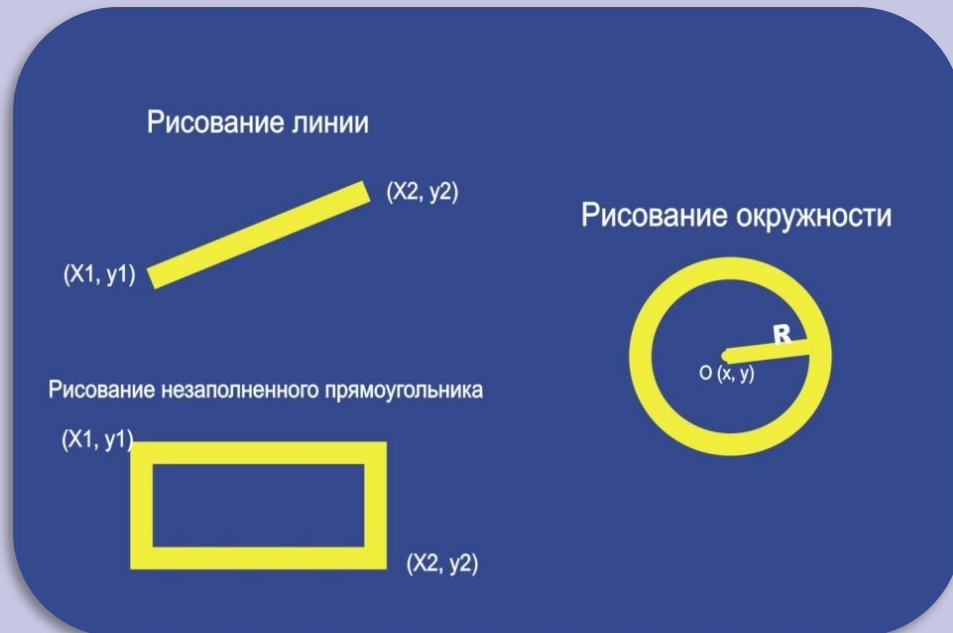 Рисование линии
(X2, y2)
(X1, y1)
Рисование незаполненного прямоугольника
(X1, y1)
(X2, y2)
Рисование окружности
R
O (x, y)